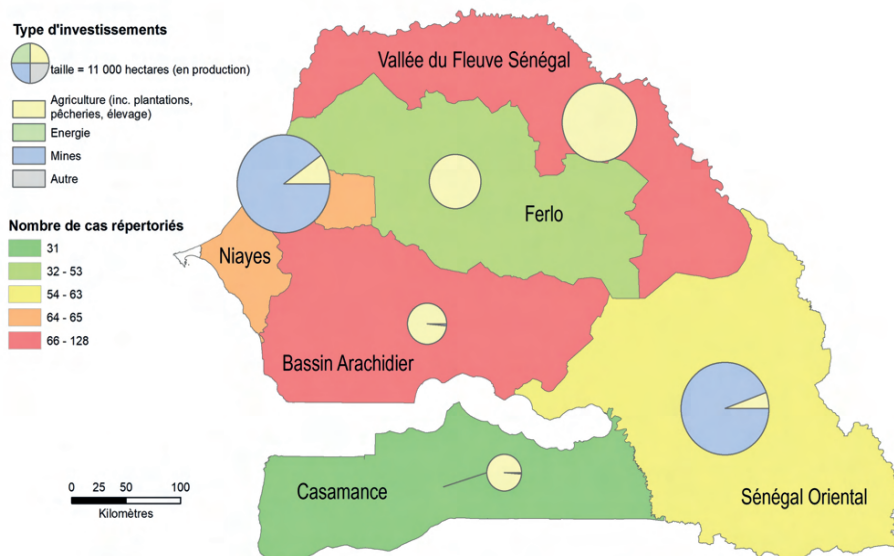 Type d'investissements
taille = 11 000 hectares (en production)
Agriculture (inc. plantations,
pêcheries, élevage)
Energie
Mines
Autre
Nombre de cas répertoriés
31
32 - 53
54 - 63
64 - 65
66 - 128
Vallée du Fleuve Sénégal
Ferlo
Niayes
Bassin Arachidier
Casamance
Sénégal Oriental
0 25 50 100
Kilomètres